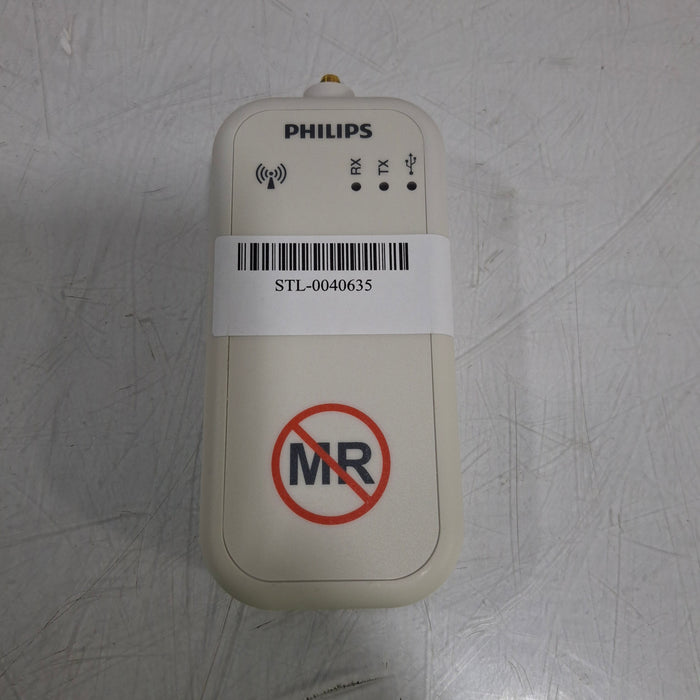 PHILIPS
RX TX
STL-0040635
MR